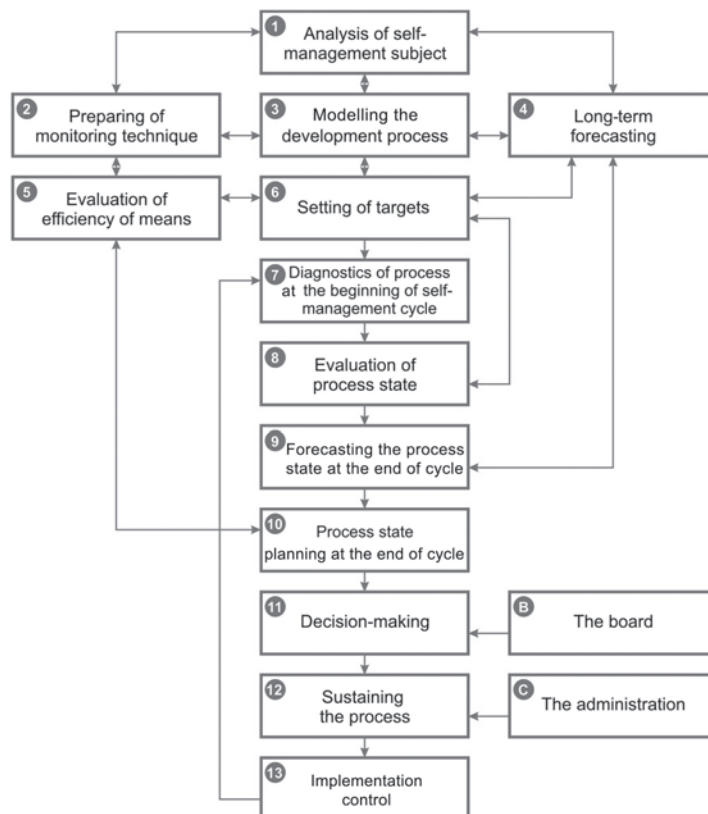 1
Analysis of self-
management subject
2
Preparing of
monitoring technique
3
Modelling the
development process
4
Long-term
forecasting
5
Evaluation of
efficiency of means
6
Setting of targets
7
Diagnostics of process
at the beginning of self-
management cycle
8
Evaluation of
process state
9
Forecasting the process
state at the end of cycle
10
Process state
planning at the end of cycle
11
Decision-making
B
The board
12
Sustaining
the process
C
The administration
13
Implementation
control